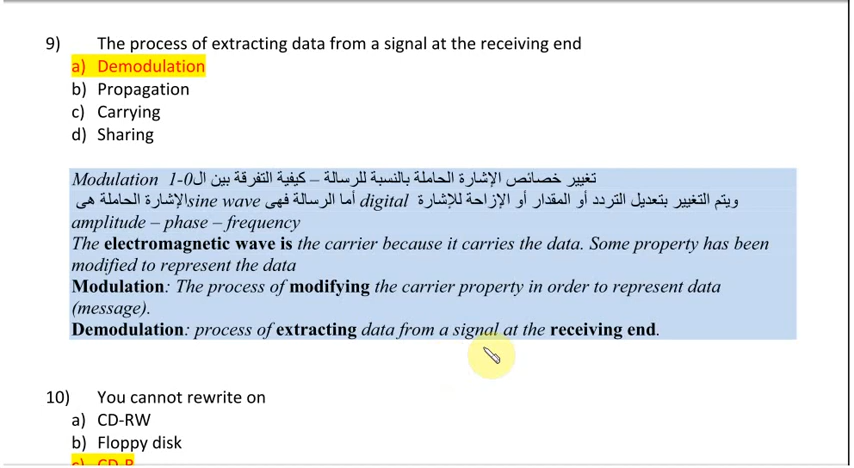 9) The process of extracting data from a signal at the receiving end
a) Demodulation
b) Propagation
c) Carrying
d) Sharing
Modulation 1-0تغيير خصائص الإشارة الحاملة بالنسبة للرسالة – كيفية التفرقة بين ال
ويتم التغيير بتعديل التردد أو المقدار أو الإزاحة للإشارة digital أما الرسالة فهي sine waveالإشارة الحاملة هى
amplitude – phase – frequency
The electromagnetic wave is the carrier because it carries the data. Some property has been
modified to represent the data
Modulation: The process of modifying the carrier property in order to represent data
(message).
Demodulation: process of extracting data from a signal at the receiving end.
10) You cannot rewrite on
a) CD-RW
b) Floppy disk
c) CD-R